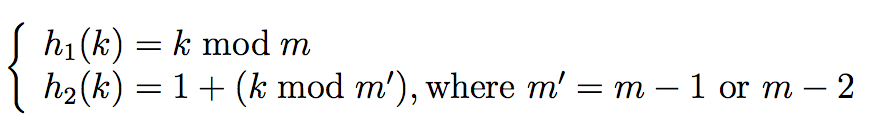 h₁(k) = k mod m
h₂(k) = 1 + (k mod m′), where m′ = m − 1 or m − 2